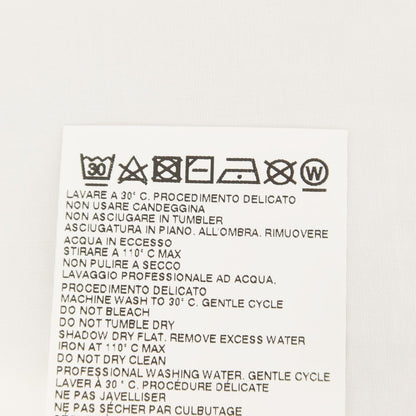 30 W
LAVARE A 30° C. PROCEDIMENTO DELICATO
NON USARE CANDEGGINA
NON ASCIUGARE IN TUMBLER
ASCIUGATURA IN PIANO. ALL'OMBRA. RIMUOVERE
ACQUA IN ECCESSO
STIRARE A 110° C MAX
NON PULIRE A SECCO
LAVAGGIO PROFESSIONALE AD ACQUA.
PROCEDIMENTO DELICATO
MACHINE WASH TO 30° C. GENTLE CYCLE
DO NOT BLEACH
DO NOT TUMBLE DRY
SHADOW DRY FLAT. REMOVE EXCESS WATER
IRON AT 110° C MAX
DO NOT DRY CLEAN
PROFESSIONAL WASHING WATER. GENTLE CYCLE
LAVER À 30 ° C. PROCÉDURE DÉLICATE
NE PAS JAVELLISER
NE PAS SÉCHER PAR CULBUTAGE